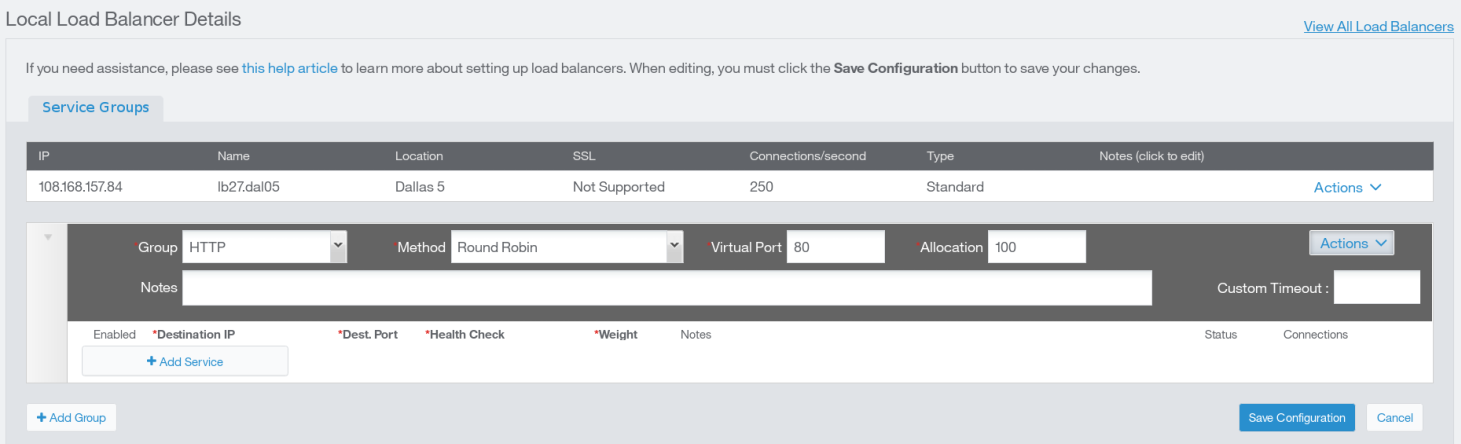 Local Load Balancer Details
View All Load Balancers
If you need assistance, please see this help article to learn more about setting up load balancers. When editing, you must click the Save Configuration button to save your changes.
Service Groups
IP Name Location SSL Connections/second Type Notes (click to edit)
108.168.157.84 lb27.dal05 Dallas 5 Not Supported 250 Standard Actions
*Group HTTP *Method Round Robin *Virtual Port 80 *Allocation 100 Actions
Notes Custom Timeout :
Enabled *Destination IP *Dest. Port *Health Check *Weight Notes Status Connections
+ Add Service
+ Add Group Save Configuration Cancel